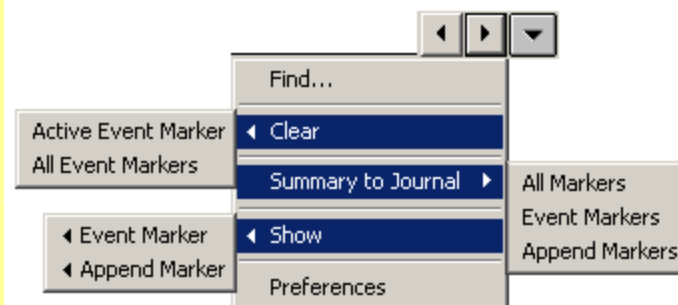 Find...
Active Event Marker
All Event Markers
Clear
Summary to Journal
All Markers
Event Markers
Append Markers
Event Marker
Append Marker
Show
Preferences